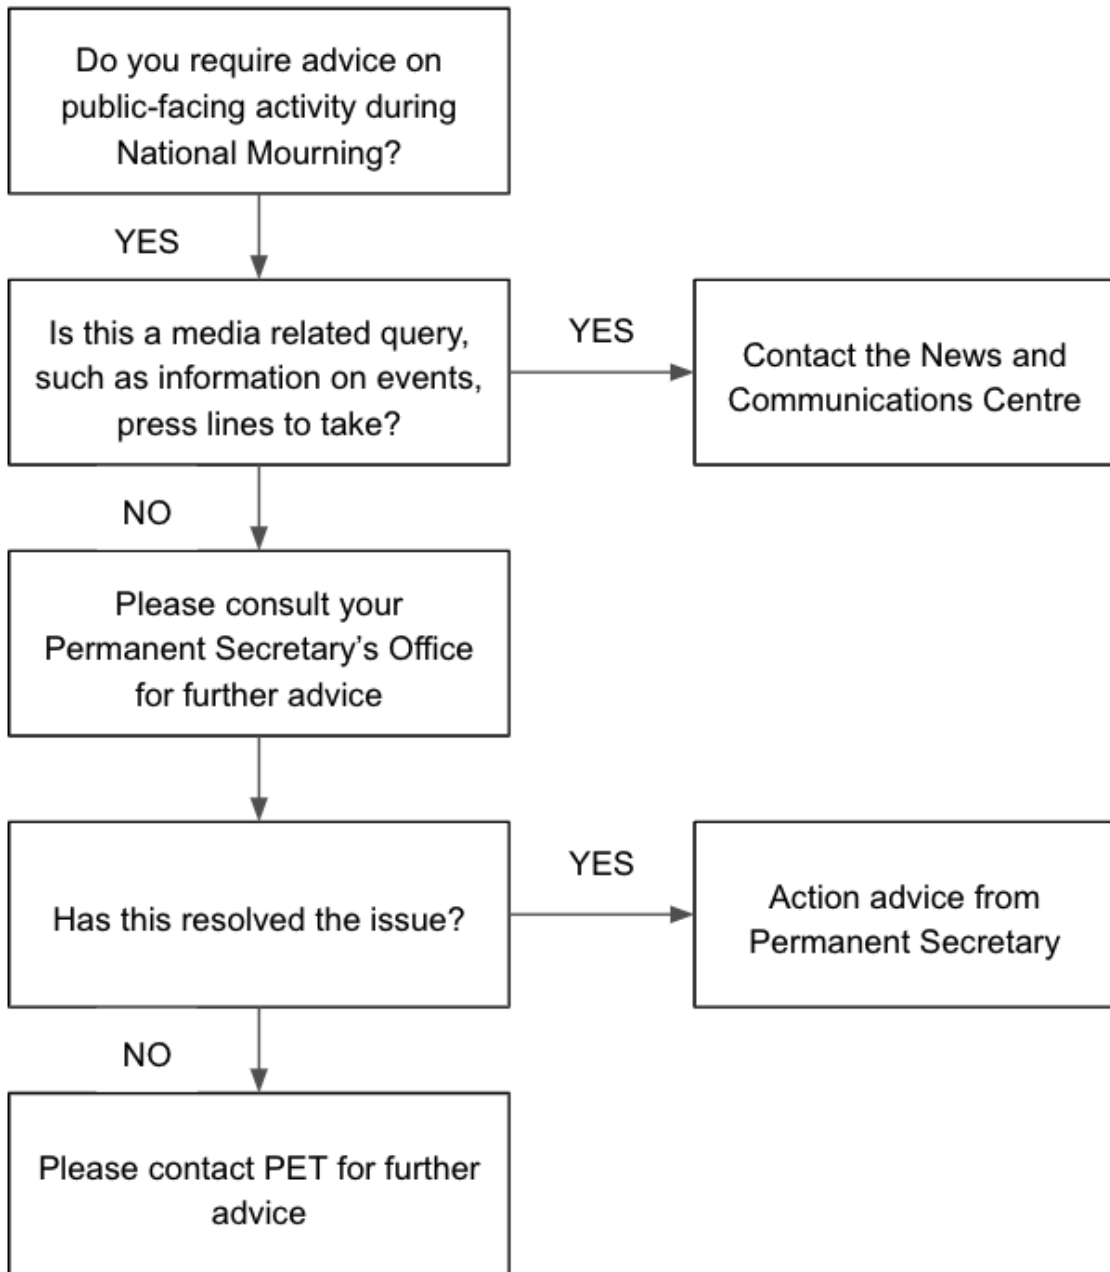 Do you require advice on
public-facing activity during
National Mourning?
YES
Is this a media related query,
such as information on events,
press lines to take?
YES
Contact the News and
Communications Centre
NO
Please consult your
Permanent Secretary’s Office
for further advice
Has this resolved the issue?
YES
Action advice from
Permanent Secretary
NO
Please contact PET for further
advice